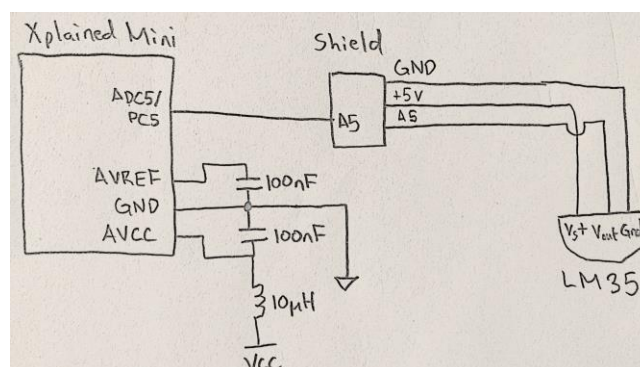 Xplained Mini
Shield
ADC5/
PC5
A5
GND
+5V
A5
AVREF
GND
AVCC
100nF
100nF
10μH
VCC
Vs+ Vout Gnd
LM35